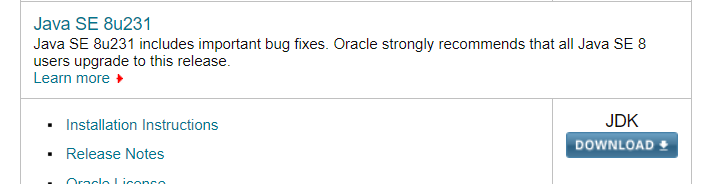 Java SE 8u231
Java SE 8u231 includes important bug fixes. Oracle strongly recommends that all Java SE 8
users upgrade to this release.
Learn more
Installation Instructions
Release Notes
Oracle License
JDK
DOWNLOAD